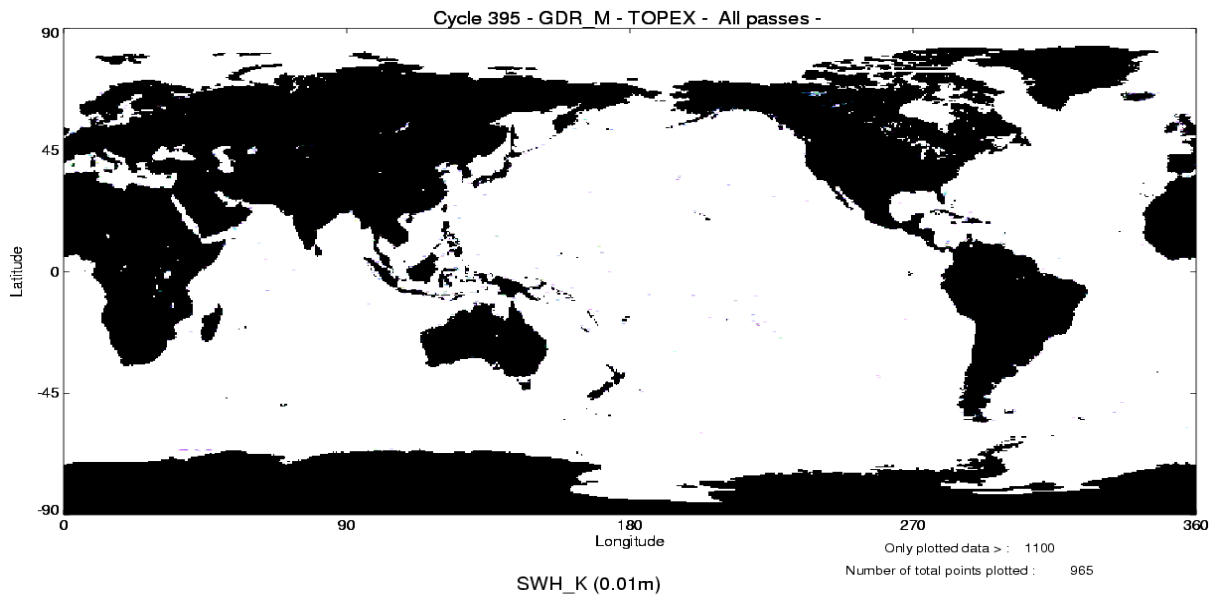 Cycle 395 - GDR_M - TOPEX - All passes -
90
45
0
-45
-90
Latitude
0 90 180 270 360
Longitude
Only plotted data > : 1100
Number of total points plotted : 965
SWH_K (0.01m)